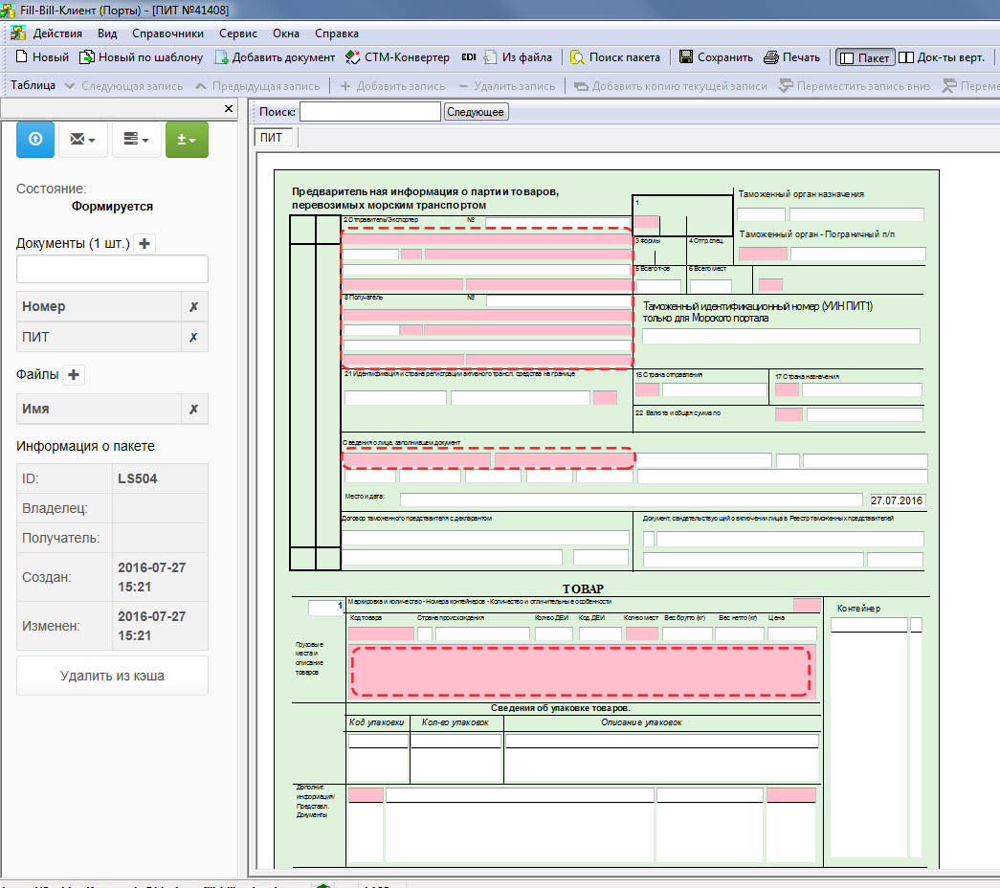 Fill-Bill-Клиент (Порты) - [ПИТ №41408]
Действия Вид Справочники Сервис Окна Справка
Новый Новый по шаблону Добавить документ СТМ-Конвертер EDI Из файла Поиск пакета Сохранить Печать Пакет Док-ты верт.
Таблица Следующая запись Предыдущая запись Добавить запись Удалить запись Добавить копию текущей записи Переместить запись вниз Переме
Поиск: Следующее
ПИТ
Состояние:
Формируется
Документы (1 шт.)
Номер ✗
ПИТ ✗
Файлы
Имя ✗
Информация о пакете
ID: LS504
Владелец:
Получатель:
Создан: 2016-07-27
15:21
Изменен: 2016-07-27
15:21
Удалить из кэша
Предварительная информация о партии товаров,
перевозимых морским транспортом
1
Таможенный орган назначения
2 Отправитель/Экспортер №
Таможенный орган - Пограничный п/п
3 Формы 4 Отгр.спец.
5 Всего т-ов 6 Всего мест
8 Получатель №
Таможенный идентификационный номер (УИН ПИТ1)
только для Морского портала
21 Идентификация и страна регистрации активного трансп. средства на границе
15 Страна отправления 17 Страна назначения
22 Валюта и общая сумма по
Сведения о лице, заполнившем документ
Место и дата: 27.07.2016
Договор таможенного представителя с декларантом
Документ, свидетельствующий о включении лица в Реестр таможенных представителей
ТОВАР
1 Маркировка и количество - Номера контейнеров - Количество и отличительные особенности
Контейнер
Код товара Страна происхождения Кол-во ДЕИ Код ДЕИ Кол-во мест Вес брутто (кг) Вес нетто (кг) Цена
Грузовые
места и
описание
товаров
Сведения об упаковке товаров.
Код упаковки Кол-во упаковок Описание упаковок
Дополнит.
информация/
Представл.
Документы